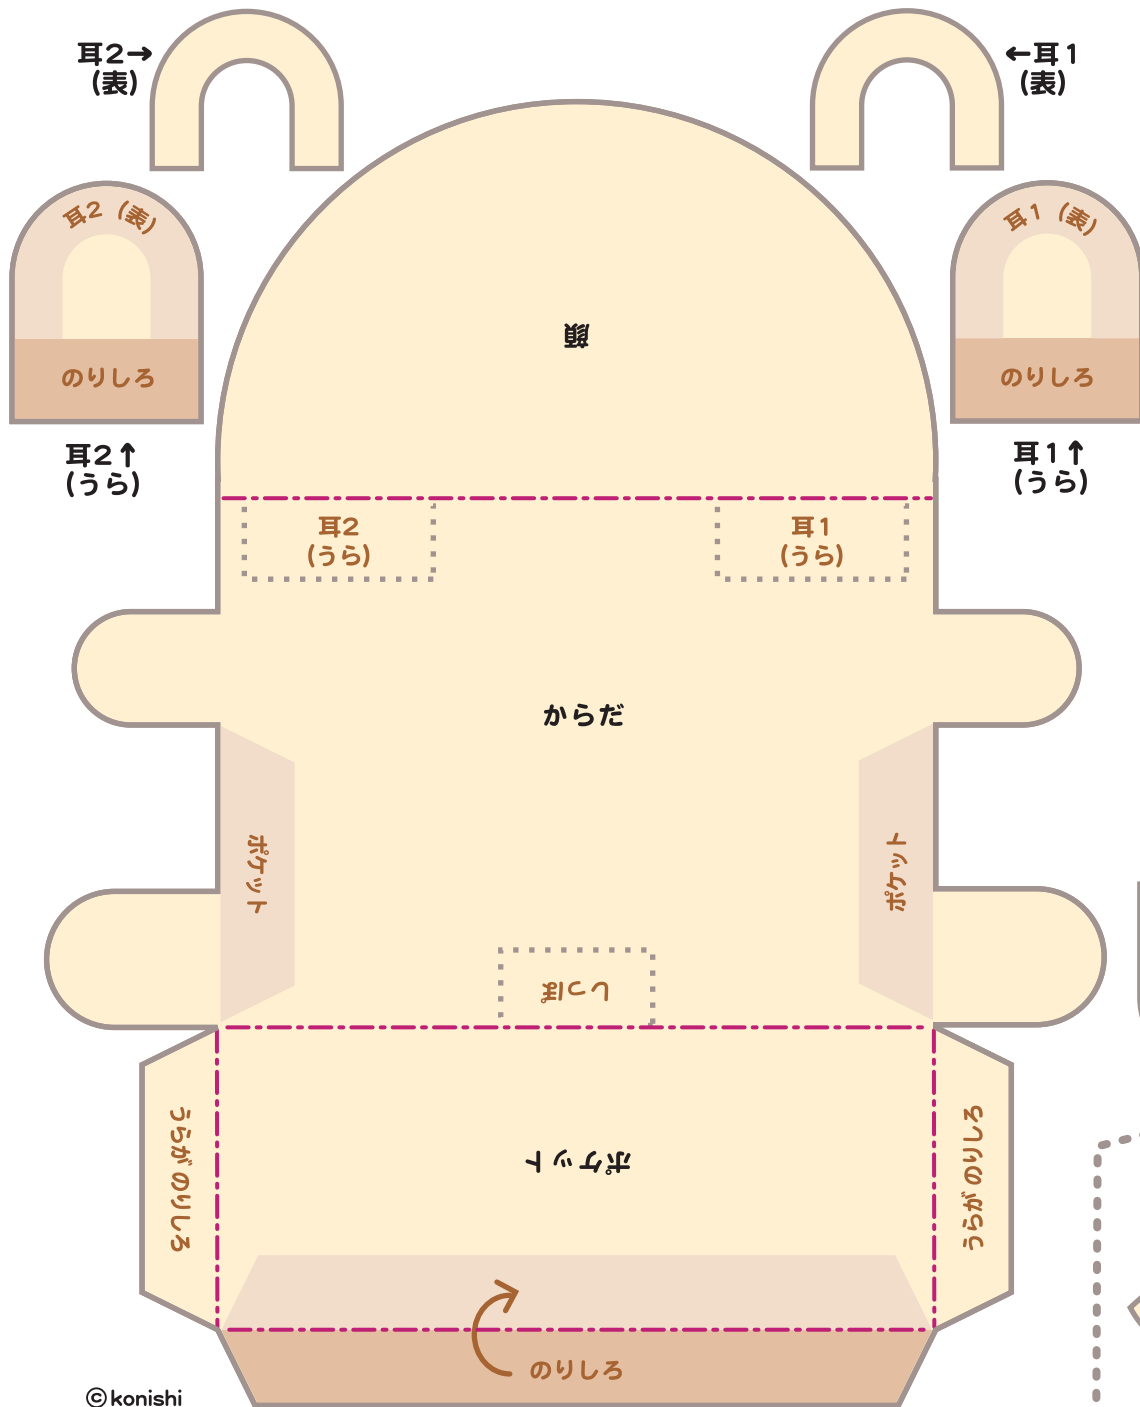 耳2→
(表)
←耳1
(表)
耳2 (表)
耳1 (表)
のりしろ
のりしろ
耳2↑
(うら)
耳1↑
(うら)
顔
耳2
(うら)
耳1
(うら)
からだ
ポケット
ポケット
しっぽ
うらがのりしろ
ポケット
うらがのりしろ
のりしろ
©konishi